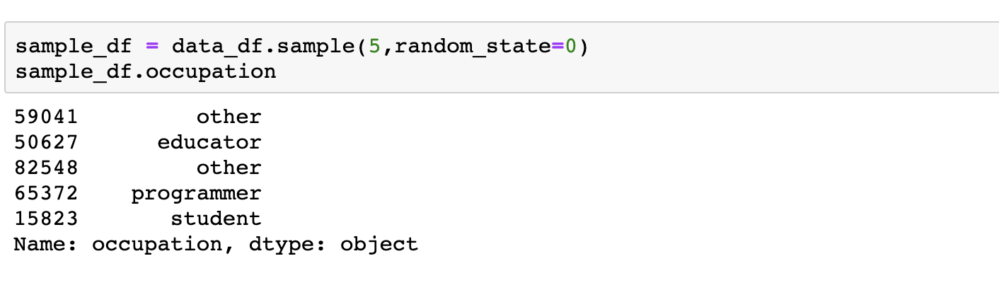 sample_df = data_df.sample(5,random_state=0)
sample_df.occupation
59041 other
50627 educator
82548 other
65372 programmer
15823 student
Name: occupation, dtype: object